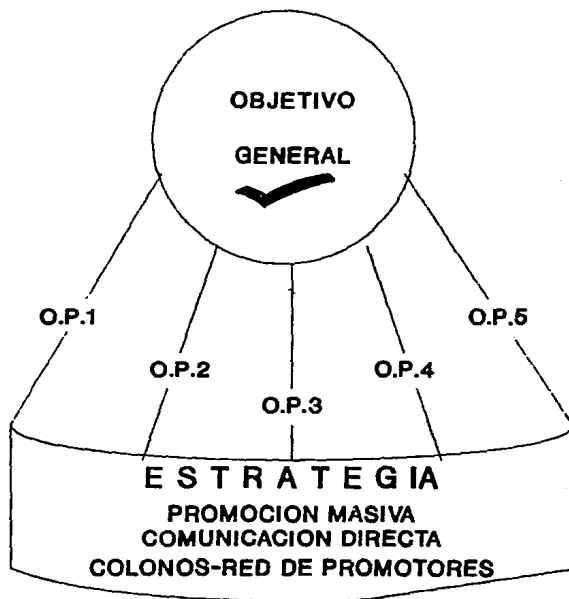 OBJETIVO
GENERAL
O.P.1
O.P.2
O.P.3
O.P.4
O.P.5
ESTRATEGIA
PROMOCION MASIVA
COMUNICACION DIRECTA
COLONOS-RED DE PROMOTORES